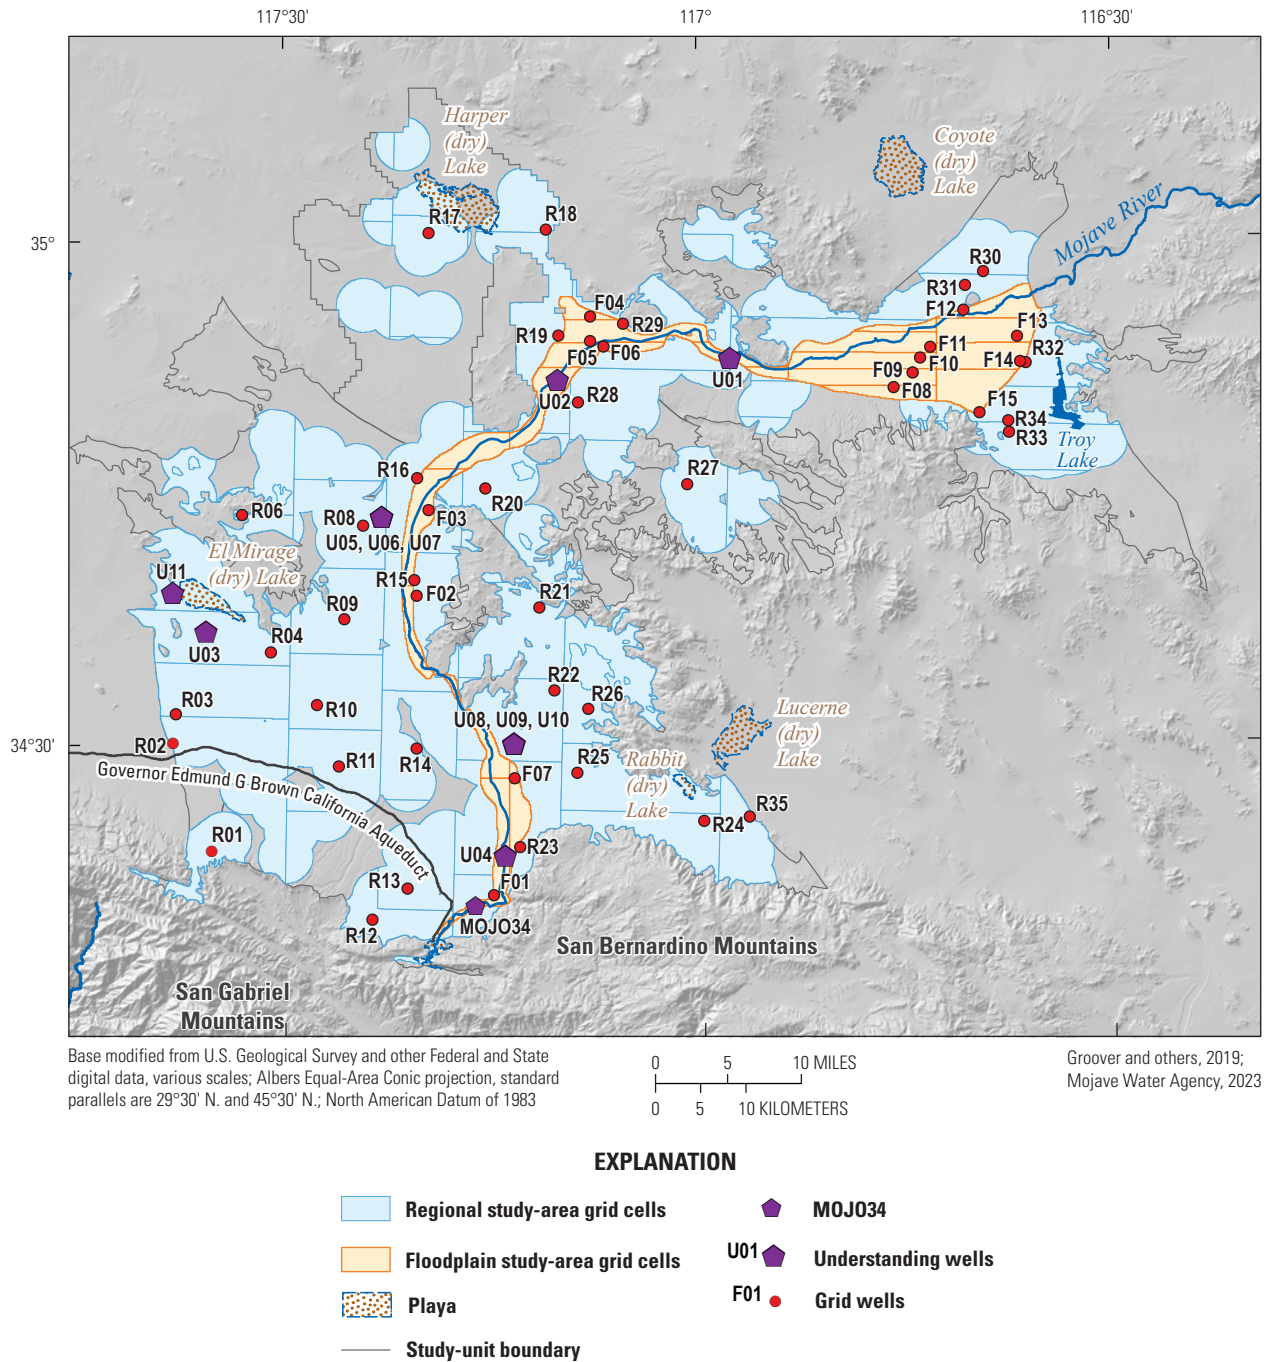 117°30'
117°
116°30'
Harper
(dry)
Lake
Coyote
(dry)
Lake
Mojave River
R17
R18
35°
R30
R31
F12
F04
R29
R19
F05
F06
F13
F11
F10
R32
F14
F09
F08
U01
U02
R28
F15
R34
R33
Troy
Lake
R16
R27
R20
R06
R08
F03
U05, U06, U07
El Mirage
(dry) Lake
U11
R15
F02
R21
R09
R04
U03
R22
R26
R03
R10
U08, U09, U10
Lucerne
(dry)
Lake
R02
34°30'
Governor Edmund G Brown California Aqueduct
R11
R14
R25
Rabbit
(dry)
Lake
F07
R35
R24
R01
U04
R23
R13
F01
R12
MOJO34
San Bernardino Mountains
San Gabriel
Mountains
Base modified from U.S. Geological Survey and other Federal and State
digital data, various scales; Albers Equal-Area Conic projection, standard
parallels are 29°30' N. and 45°30' N.; North American Datum of 1983
0 5 10 MILES
0 5 10 KILOMETERS
Groover and others, 2019;
Mojave Water Agency, 2023
EXPLANATION
Regional study-area grid cells
Floodplain study-area grid cells
Playa
Study-unit boundary
MOJO34
U01 Understanding wells
F01 Grid wells